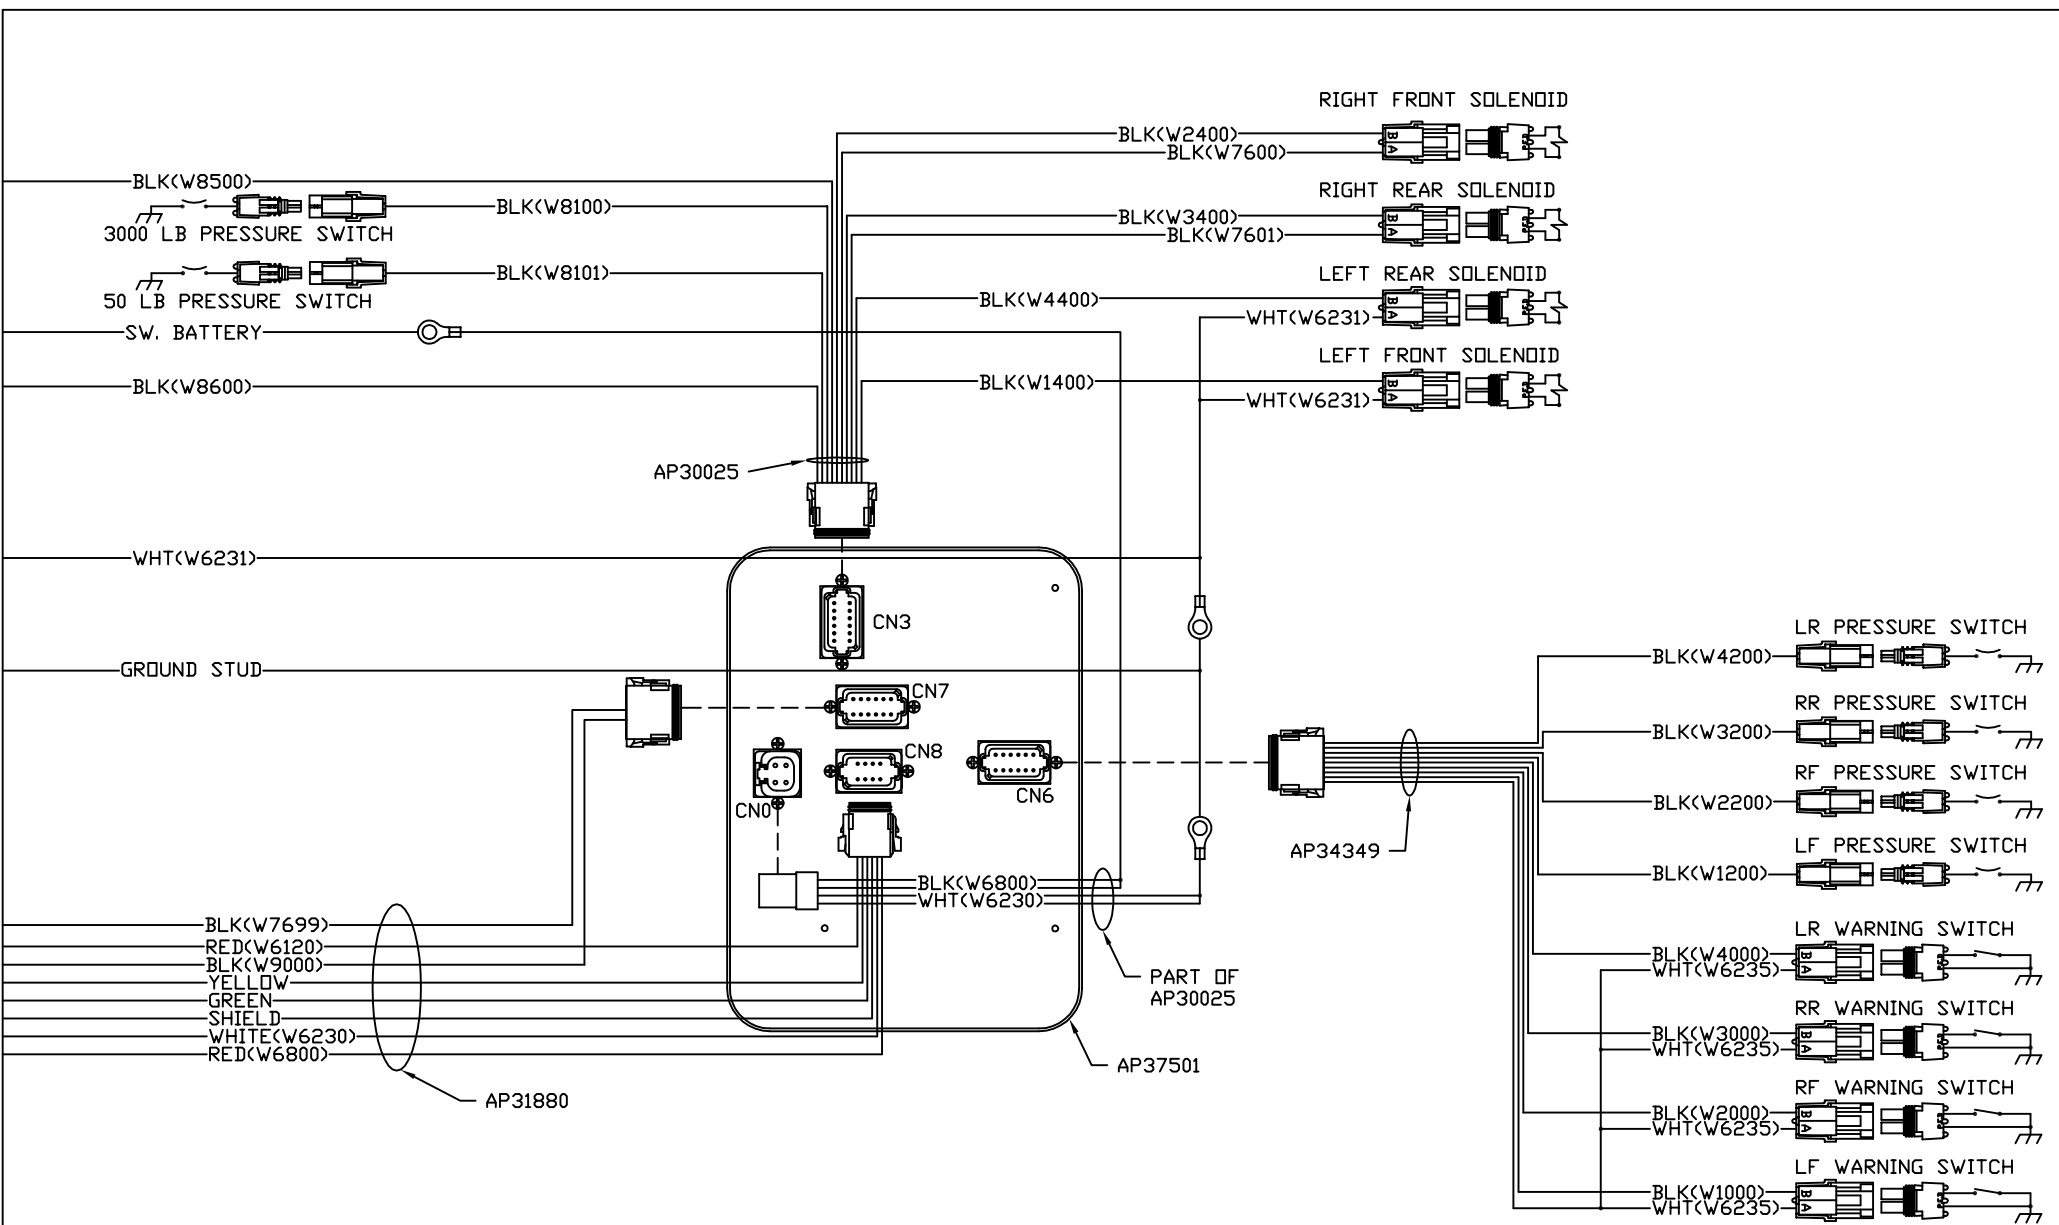 RIGHT FRONT SOLENOID
BLK(W2400)
B
A
BLK(W7600)
BLK(W8500)
RIGHT REAR SOLENOID
BLK(W8100)
BLK(W3400)
B
A
BLK(W7601)
3000 LB PRESSURE SWITCH
BLK(W8101)
LEFT REAR SOLENOID
50 LB PRESSURE SWITCH
BLK(W4400)
B
A
WHT(W6231)
SW. BATTERY
LEFT FRONT SOLENOID
BLK(W8600)
BLK(W1400)
B
A
WHT(W6231)
AP30025
WHT(W6231)
CN3
GROUND STUD
CN7
CN8
CN0
CN6
LR PRESSURE SWITCH
BLK(W4200)
RR PRESSURE SWITCH
BLK(W3200)
RF PRESSURE SWITCH
BLK(W2200)
AP34349
LF PRESSURE SWITCH
BLK(W1200)
BLK(W6800)
WHT(W6230)
BLK(W7699)
RED(W6120)
BLK(W9000)
YELLOW
GREEN
SHIELD
WHITE(W6230)
RED(W6800)
PART OF
AP30025
AP37501
AP31880
LR WARNING SWITCH
BLK(W4000)
B
A
WHT(W6235)
RR WARNING SWITCH
BLK(W3000)
B
A
WHT(W6235)
RF WARNING SWITCH
BLK(W2000)
B
A
WHT(W6235)
LF WARNING SWITCH
BLK(W1000)
B
A
WHT(W6235)